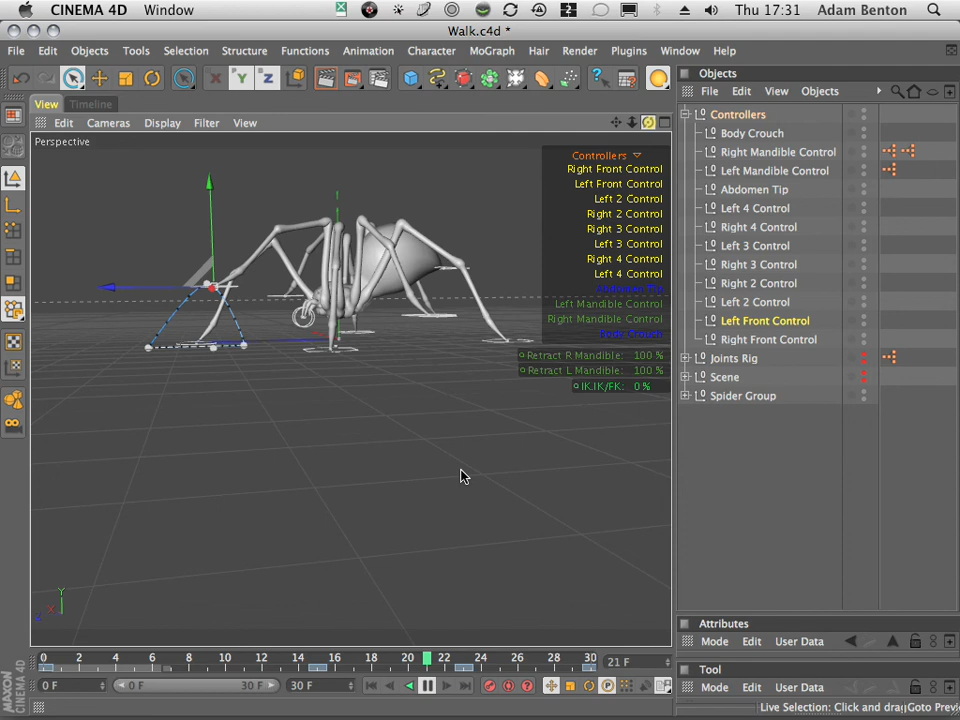 CINEMA 4D Window Thu 17:31 Adam Benton
Walk.c4d *
File Edit Objects Tools Selection Structure Functions Animation Character MoGraph Hair Render Plugins Window Help
X Y Z
View Timeline
Edit Cameras Display Filter View
Perspective
Controllers
Right Front Control
Left Front Control
Left 2 Control
Right 2 Control
Right 3 Control
Left 3 Control
Right 4 Control
Left 4 Control
Abdomen Tip
Left Mandible Control
Right Mandible Control
Body Crouch
Retract R Mandible: 100 %
Retract L Mandible: 100 %
IK.IK/FK: 0 %
Y
X
0 2 4 6 8 10 12 14 16 18 20 22 24 26 28 30 21 F
0 F 0 F 30 F 30 F
MAXON
CINEMA 4D
Objects
File Edit View Objects
Controllers
Body Crouch
Right Mandible Control
Left Mandible Control
Abdomen Tip
Left 4 Control
Right 4 Control
Left 3 Control
Right 3 Control
Right 2 Control
Left 2 Control
Left Front Control
Right Front Control
Joints Rig
Scene
Spider Group
Attributes
Mode Edit User Data
Tool
Mode Edit User Data
Live Selection: Click and drag
Goto Prev